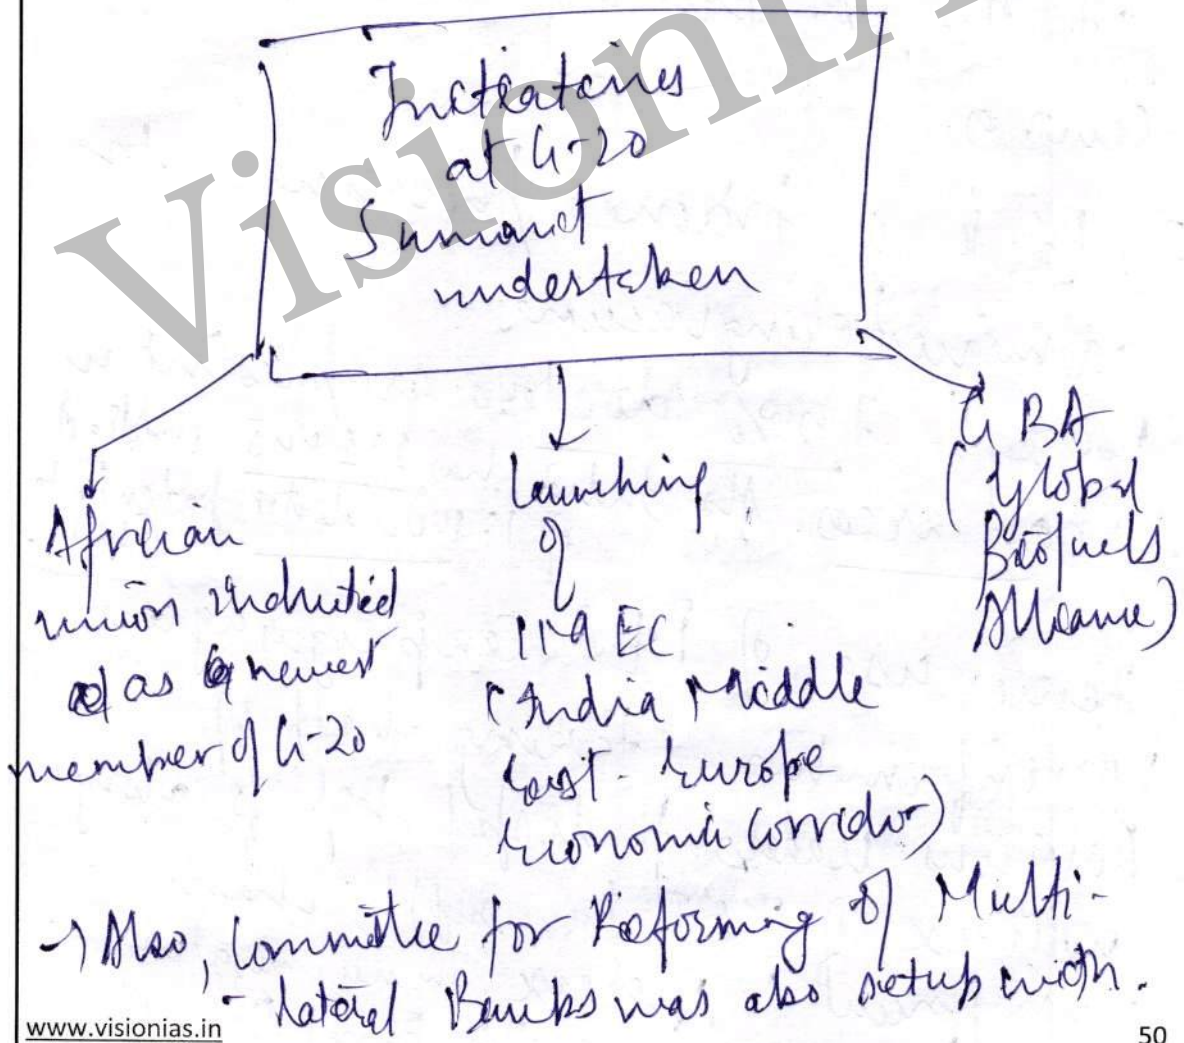 VisionIAS
Initiatives
at G-20
Summit
undertaken
African
union inducted
as newest
member of G-20
launching
of
IMEC
(India Middle
East - Europe
Economic Corridor)
GBA
(Global
Biofuels
Alliance)
→ Also, Committee for Reforming of Multi-
- lateral Banks was also setup with.
www.visionias.in
50